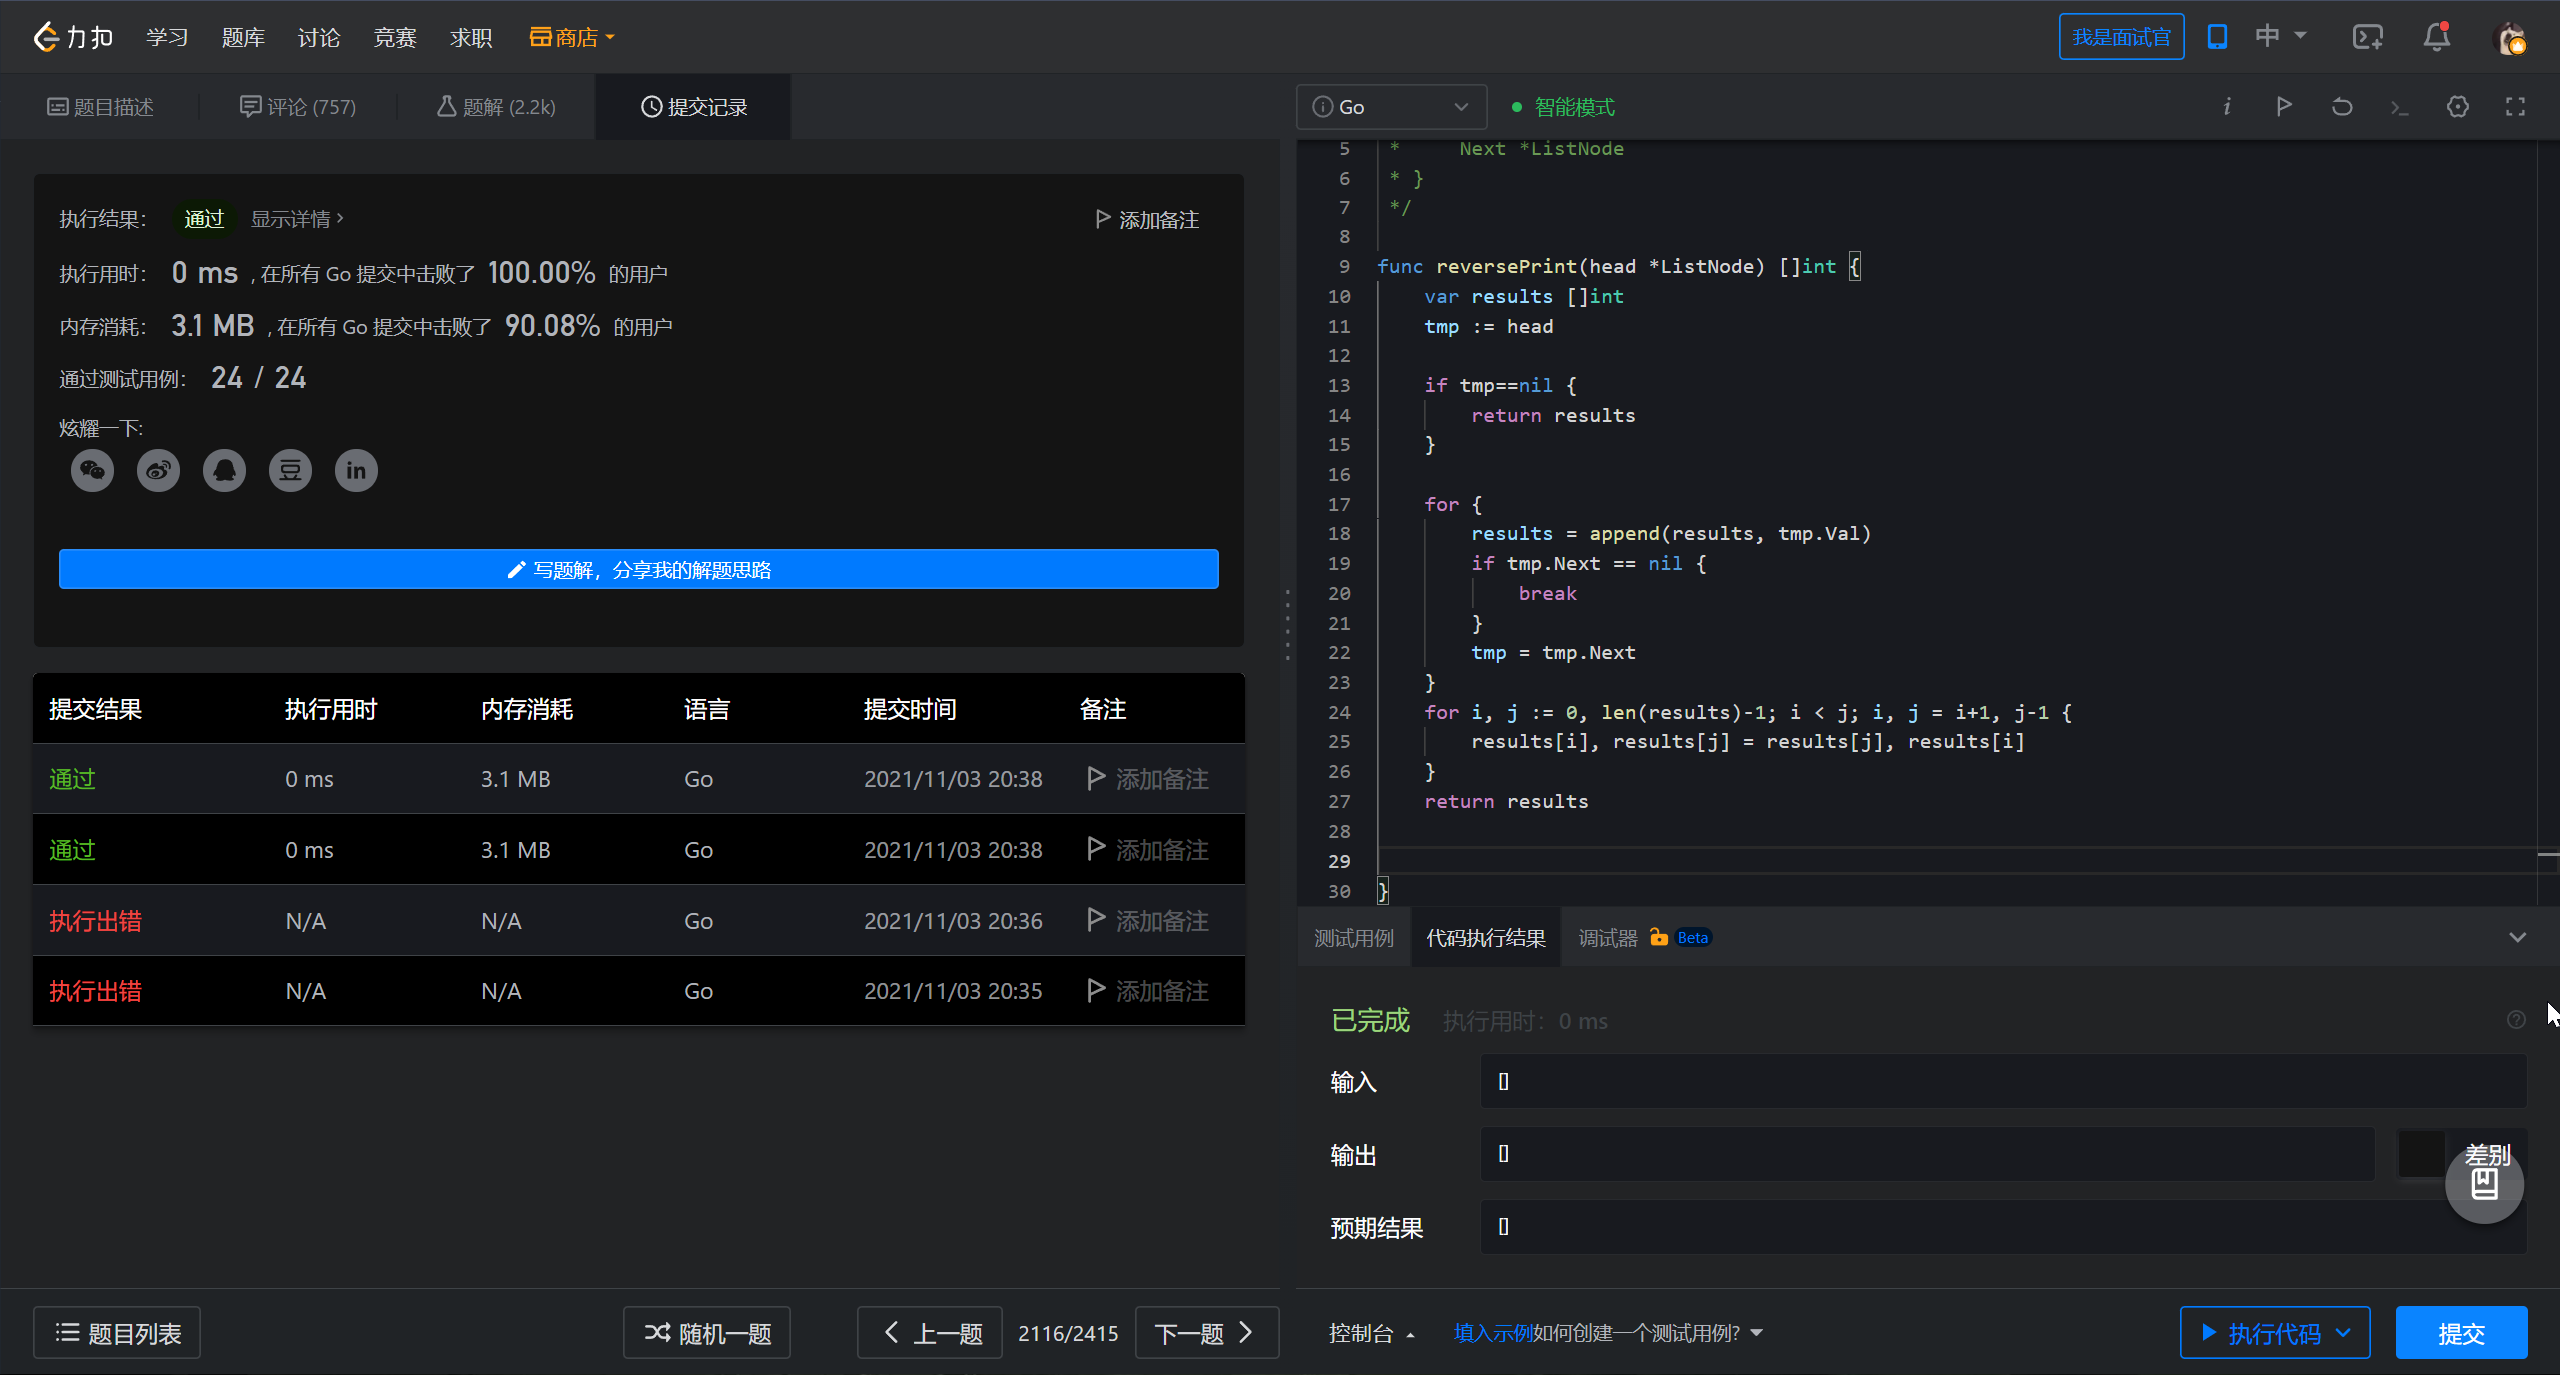 力扣 学习 题库 讨论 竞赛 求职 商店 我是面试官 中
题目描述 评论 (757) 题解 (2.2k) 提交记录
执行结果： 通过 显示详情 > 添加备注
执行用时： 0 ms , 在所有 Go 提交中击败了 100.00% 的用户
内存消耗： 3.1 MB , 在所有 Go 提交中击败了 90.08% 的用户
通过测试用例： 24 / 24
炫耀一下:
豆 in
写题解，分享我的解题思路
提交结果 执行用时 内存消耗 语言 提交时间 备注
通过 0 ms 3.1 MB Go 2021/11/03 20:38 添加备注
通过 0 ms 3.1 MB Go 2021/11/03 20:38 添加备注
执行出错 N/A N/A Go 2021/11/03 20:36 添加备注
执行出错 N/A N/A Go 2021/11/03 20:35 添加备注
题目列表 随机一题 上一题 2116/2415 下一题
Go 智能模式
5 *     Next *ListNode
6 * }
7 */
8
9 func reversePrint(head *ListNode) []int {
10     var results []int
11     tmp := head
12
13     if tmp==nil {
14         return results
15     }
16
17     for {
18         results = append(results, tmp.Val)
19         if tmp.Next == nil {
20             break
21         }
22         tmp = tmp.Next
23     }
24     for i, j := 0, len(results)-1; i < j; i, j = i+1, j-1 {
25         results[i], results[j] = results[j], results[i]
26     }
27     return results
28
29
30 }
测试用例 代码执行结果 调试器 Beta
已完成 执行用时：0 ms
输入 []
输出 [] 差别
预期结果 []
控制台 填入示例 如何创建一个测试用例? 执行代码 提交